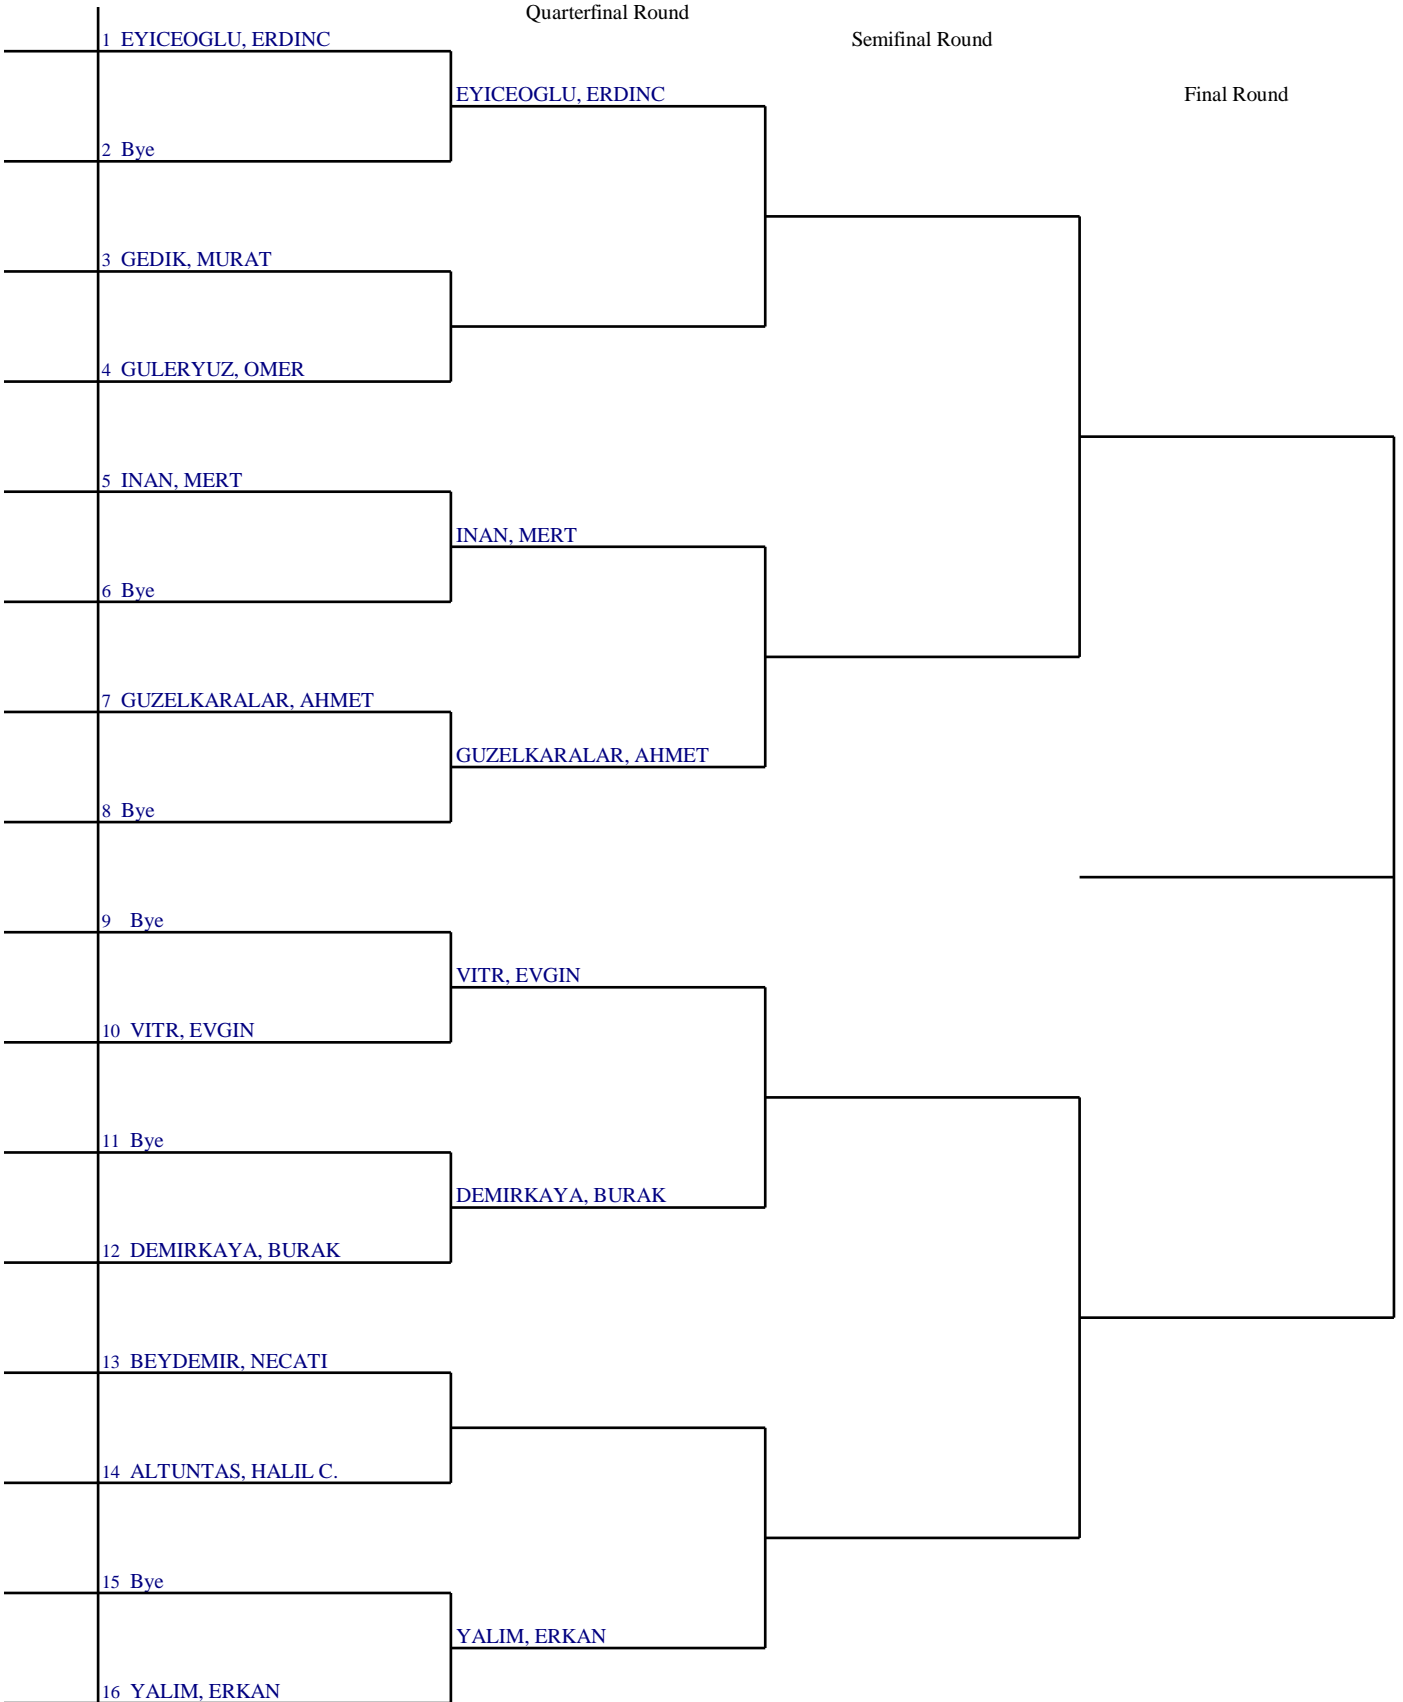 Quarterfinal Round
1 EYICEOGLU, ERDINC
Semifinal Round
EYICEOGLU, ERDINC
Final Round
2 Bye
3 GEDIK, MURAT
4 GULERYUZ, OMER
5 INAN, MERT
INAN, MERT
6 Bye
7 GUZELKARALAR, AHMET
GUZELKARALAR, AHMET
8 Bye
9 Bye
VITR, EVGIN
10 VITR, EVGIN
11 Bye
DEMIRKAYA, BURAK
12 DEMIRKAYA, BURAK
13 BEYDEMIR, NECATI
14 ALTUNTAS, HALIL C.
15 Bye
YALIM, ERKAN
16 YALIM, ERKAN